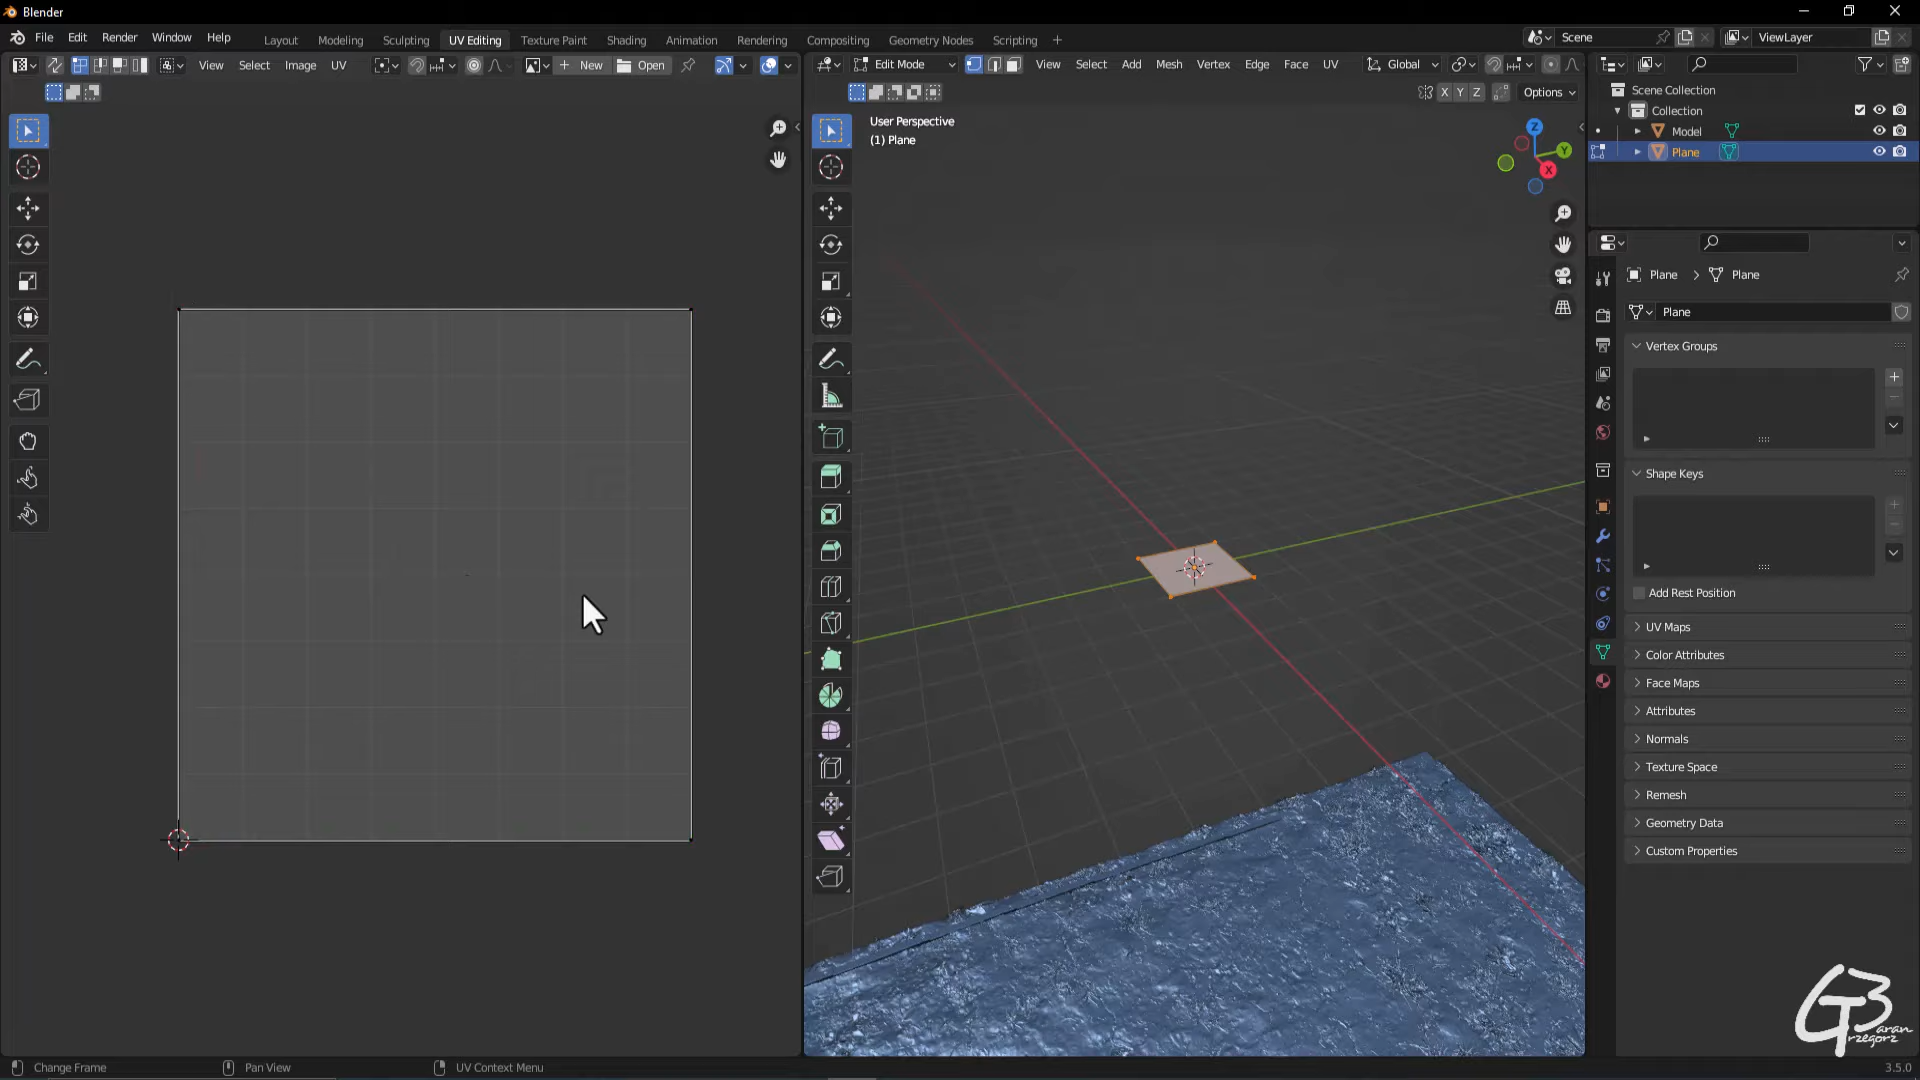 Blender
File Edit Render Window Help Layout Modeling Sculpting UV Editing Texture Paint Shading Animation Rendering Compositing Geometry Nodes Scripting + Scene ViewLayer
View Select Image UV New Open
Edit Mode View Select Add Mesh Vertex Edge Face UV Global
X Y Z Options
User Perspective
(1) Plane
Z
Y
X
Scene Collection
Collection
Model
Plane
Plane > Plane
Plane
Vertex Groups
Shape Keys
Add Rest Position
UV Maps
Color Attributes
Face Maps
Attributes
Normals
Texture Space
Remesh
Geometry Data
Custom Properties
G3
aran
rzegorz
Change Frame Pan View UV Context Menu 3.5.0